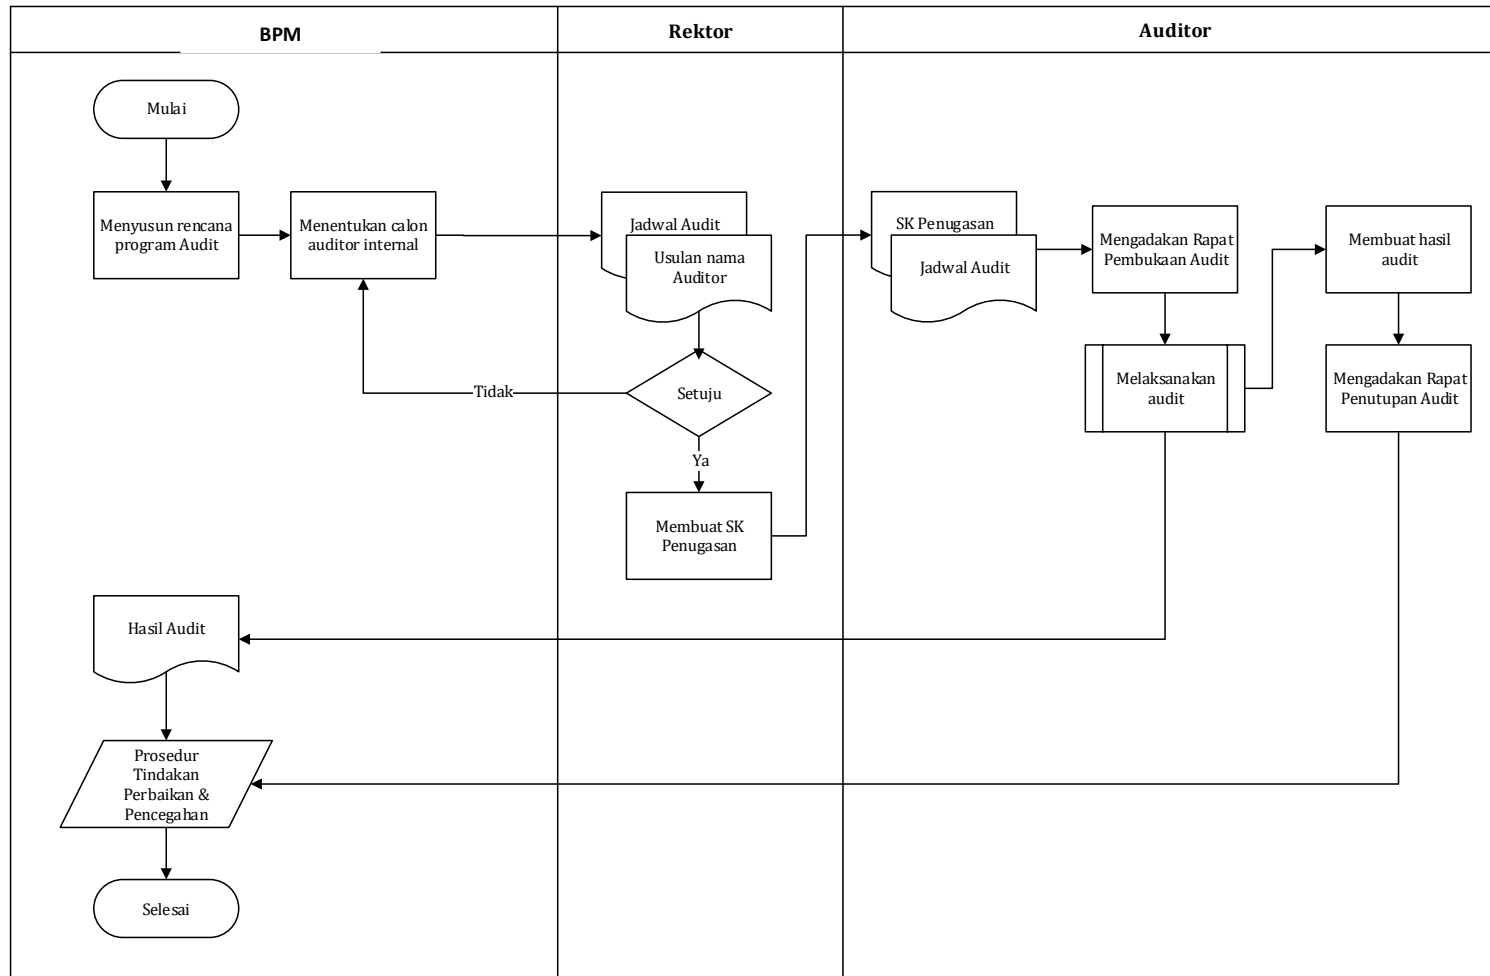 BPM
Rektor
Auditor
Mulai
Menyusun rencana
program Audit
Menentukan calon
auditor internal
Jadwal Audit
Usulan nama
Auditor
SK Penugasan
Jadwal Audit
Mengadakan Rapat
Pembukaan Audit
Membuat hasil
audit
Tidak
Setuju
Melaksanakan
audit
Mengadakan Rapat
Penutupan Audit
Ya
Membuat SK
Penugasan
Hasil Audit
Prosedur
Tindakan
Perbaikan &
Pencegahan
Selesai